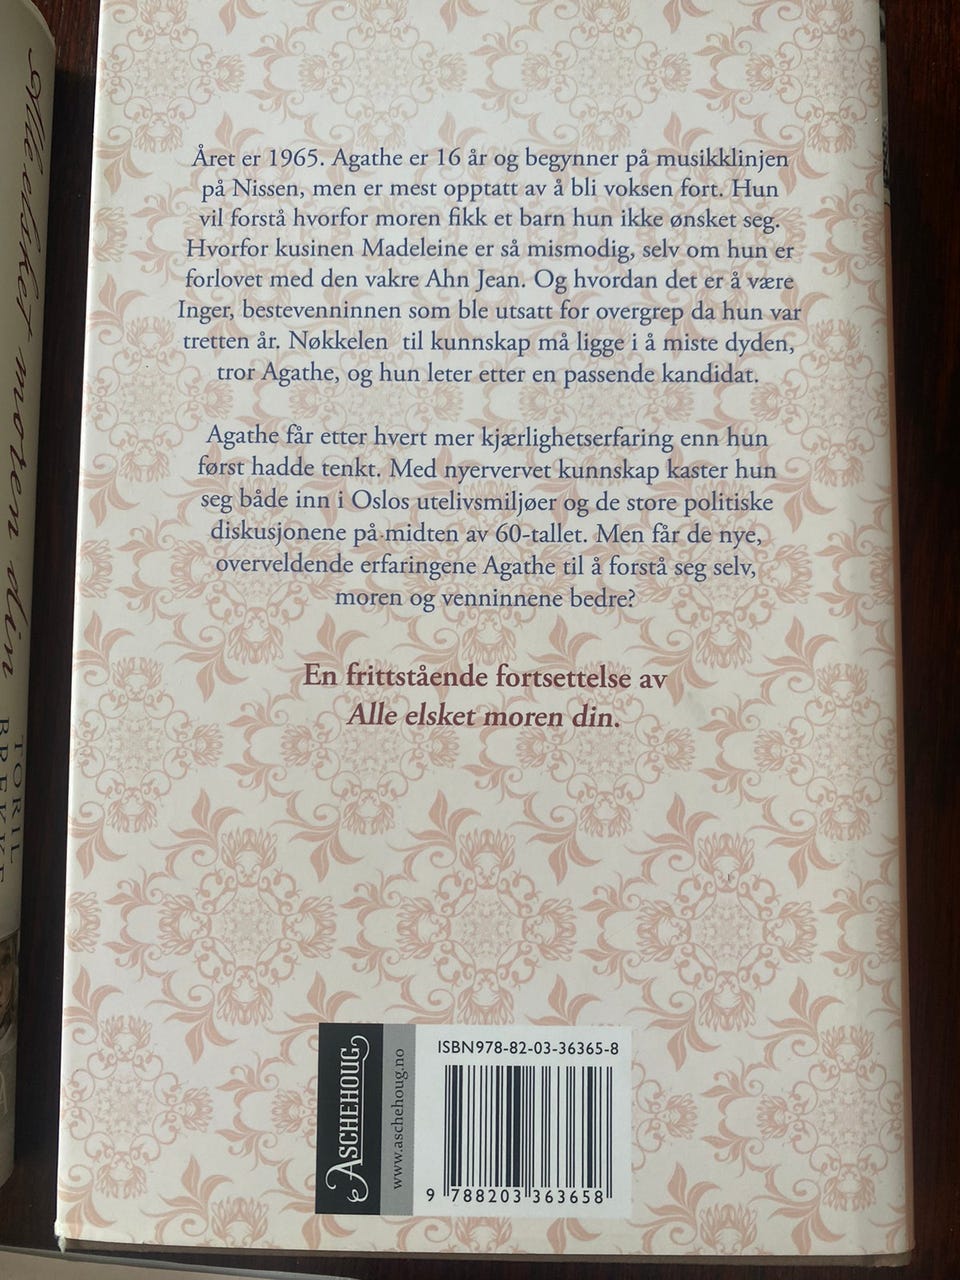 Alle elsket moren din
TORIL
BREKKE
Året er 1965. Agathe er 16 år og begynner på musikklinjen
på Nissen, men er mest opptatt av å bli voksen fort. Hun
vil forstå hvorfor moren fikk et barn hun ikke ønsket seg.
Hvorfor kusinen Madeleine er så mismodig, selv om hun er
forlovet med den vakre Ahn Jean. Og hvordan det er å være
Inger, bestevenninnen som ble utsatt for overgrep da hun var
tretten år. Nøkkelen til kunnskap må ligge i å miste dyden,
tror Agathe, og hun leter etter en passende kandidat.
Agathe får etter hvert mer kjærlighetserfaring enn hun
først hadde tenkt. Med nyervervet kunnskap kaster hun
seg både inn i Oslos utelivsmiljøer og de store politiske
diskusjonene på midten av 60-tallet. Men får de nye,
overveldende erfaringene Agathe til å forstå seg selv,
moren og venninnene bedre?
En frittstående fortsettelse av
Alle elsket moren din.
ASCHEHOUG
www.aschehoug.no
ISBN978-82-03-36365-8
9 788203 363658